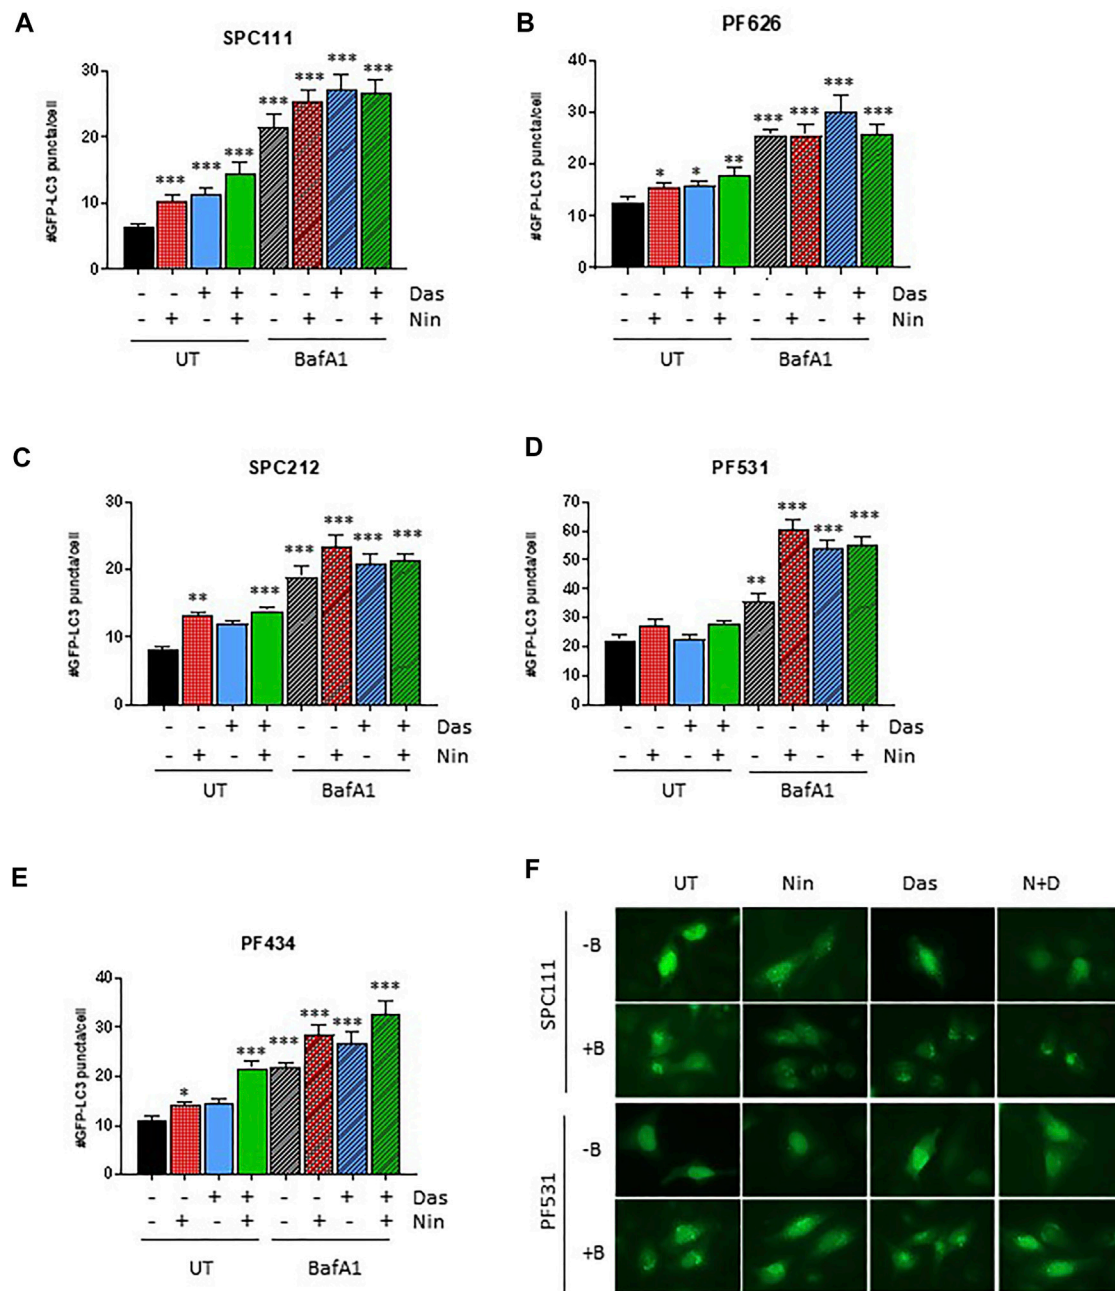 A
SPC111
#GFP-LC3 puncta/cell
30
20
10
0
*** *** *** *** *** *** ***
- - + + - - + + Das
- + - + - + - + Nin
UT BafA1
B
PF626
#GFP-LC3 puncta/cell
40
30
20
10
0
* * ** *** *** *** ***
- - + + - - + + Das
- + - + - + - + Nin
UT BafA1
C
SPC212
#GFP-LC3 puncta/cell
30
20
10
0
** *** *** *** *** ***
- - + + - - + + Das
- + - + - + - + Nin
UT BafA1
D
PF531
#GFP-LC3 puncta/cell
70
60
50
40
30
20
10
0
** *** *** ***
- - + + - - + + Das
- + - + - + - + Nin
UT BafA1
E
PF434
#GFP-LC3 puncta/cell
40
30
20
10
0
* *** *** *** *** ***
- - + + - - + + Das
- + - + - + - + Nin
UT BafA1
F
UT Nin Das N+D
SPC111
-B
+B
PF531
-B
+B